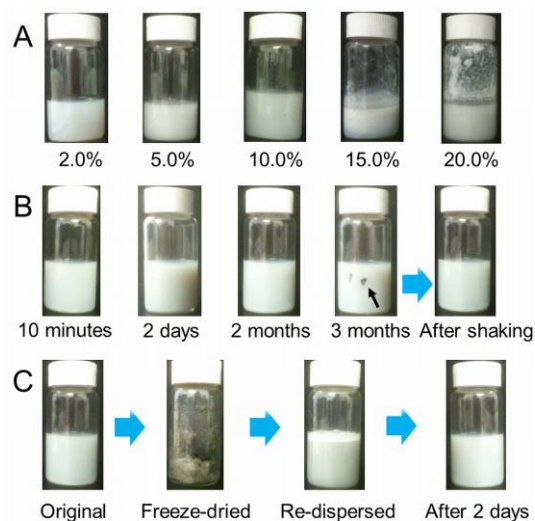 A
2.0% 5.0% 10.0% 15.0% 20.0%
B
10 minutes 2 days 2 months 3 months After shaking
C
Original Freeze-dried Re-dispersed After 2 days